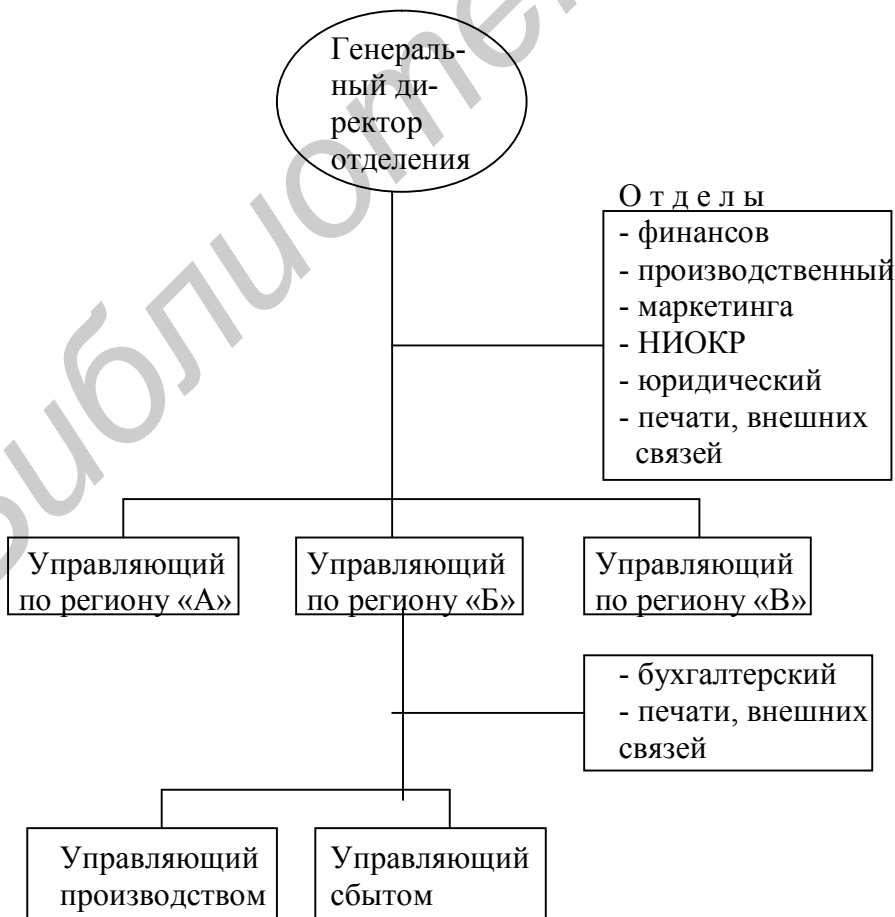 Генераль-
ный ди-
ректор
отделения
О т д е л ы
- финансов
- производственный
- маркетинга
- НИОКР
- юридический
- печати, внешних
связей
Управляющий
по региону «А»
Управляющий
по региону «Б»
Управляющий
по региону «В»
- бухгалтерский
- печати, внешних
связей
Управляющий
производством
Управляющий
сбытом